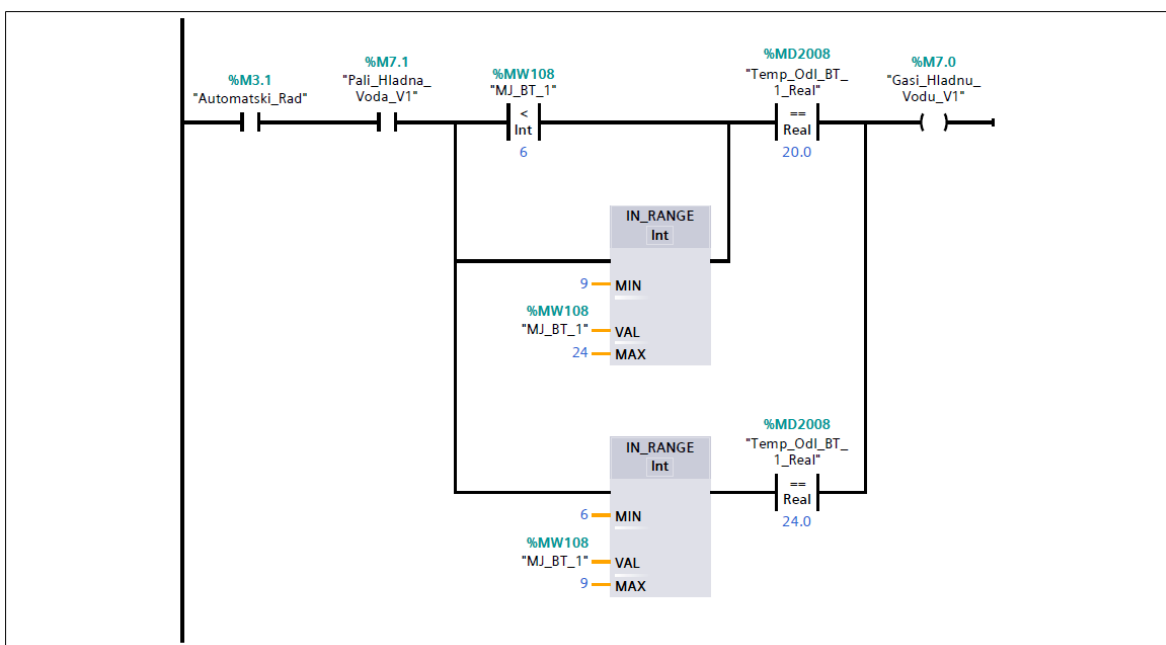 %M3.1
"Automatski_Rad"
%M7.1
"Pali_Hladna_
Voda_V1"
%MW108
"MJ_BT_1"
<
Int
6
%MD2008
"Temp_Odl_BT_
1_Real"
==
Real
20.0
%M7.0
"Gasi_Hladnu_
Vodu_V1"
IN_RANGE
Int
9
MIN
%MW108
"MJ_BT_1"
VAL
24
MAX
IN_RANGE
Int
6
MIN
%MW108
"MJ_BT_1"
VAL
9
MAX
%MD2008
"Temp_Odl_BT_
1_Real"
==
Real
24.0